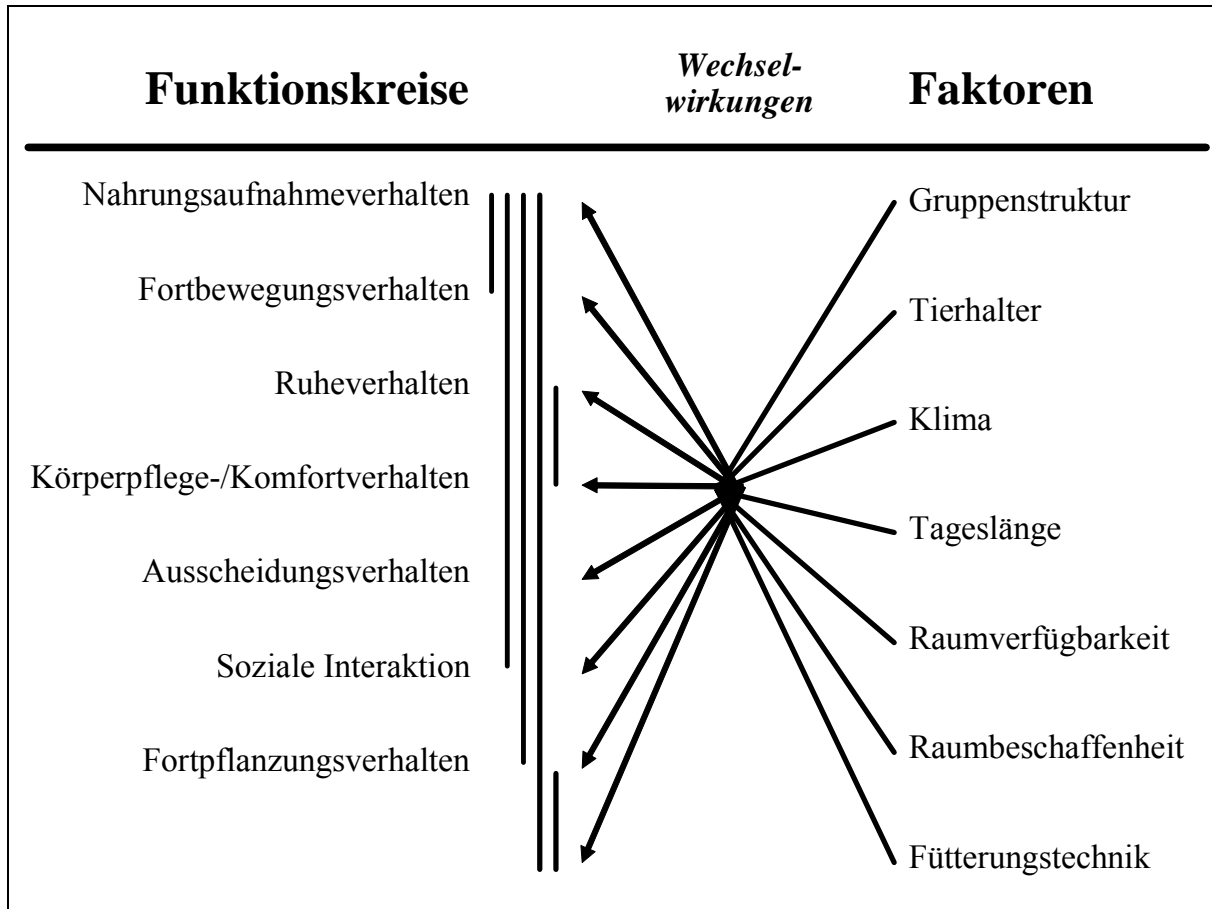 Funktionskreise
Wechsel-
wirkungen
Faktoren
Nahrungsaufnahmeverhalten
Fortbewegungsverhalten
Ruheverhalten
Körperpflege-/Komfortverhalten
Ausscheidungsverhalten
Soziale Interaktion
Fortpflanzungsverhalten
Gruppenstruktur
Tierhalter
Klima
Tageslänge
Raumverfügbarkeit
Raumbeschaffenheit
Fütterungstechnik